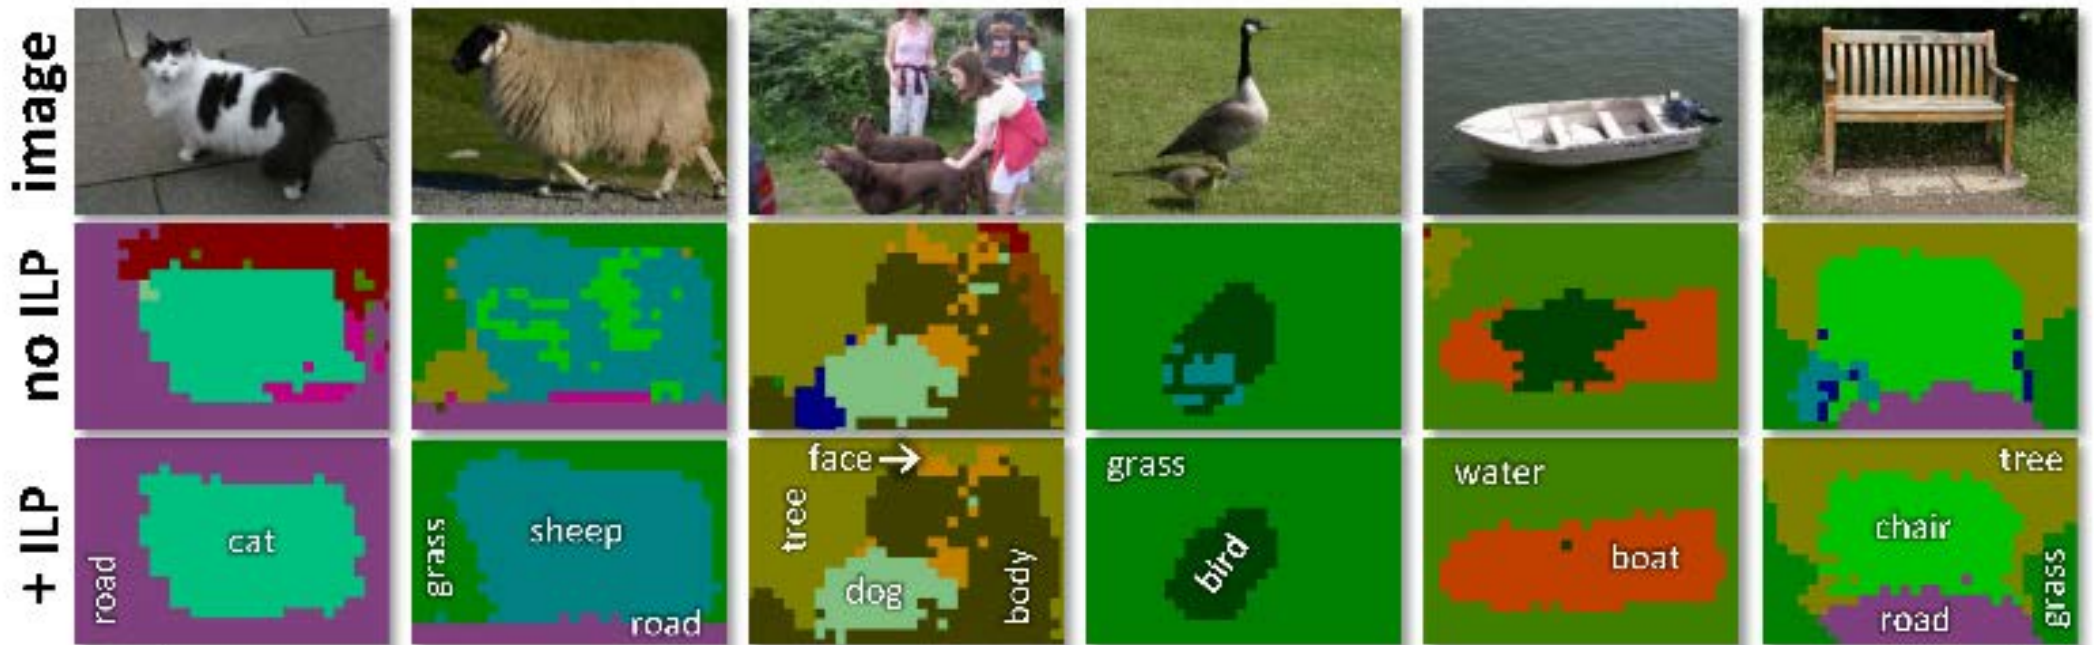 image
no ILP
+ ILP
road
cat
grass
sheep
road
face
tree
dog
body
grass
bird
water
boat
tree
chair
grass
road